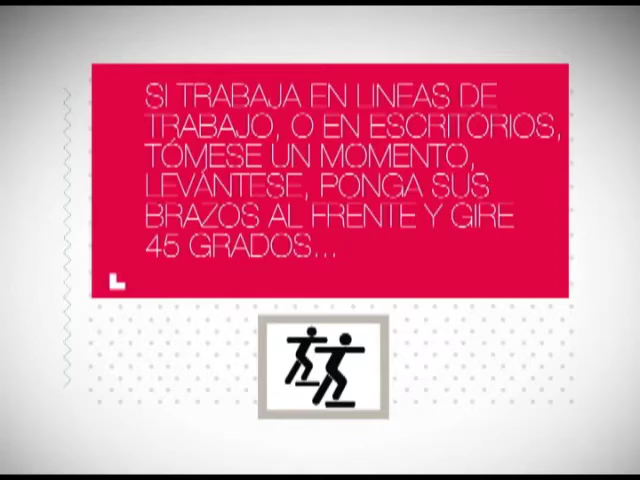 SI TRABAJA EN LINEAS DE
TRABAJO, O EN ESCRITORIOS,
TÓMESE UN MOMENTO,
LEVÁNTESE, PONGA SUS
BRAZOS AL FRENTE Y GIRE
45 GRADOS...